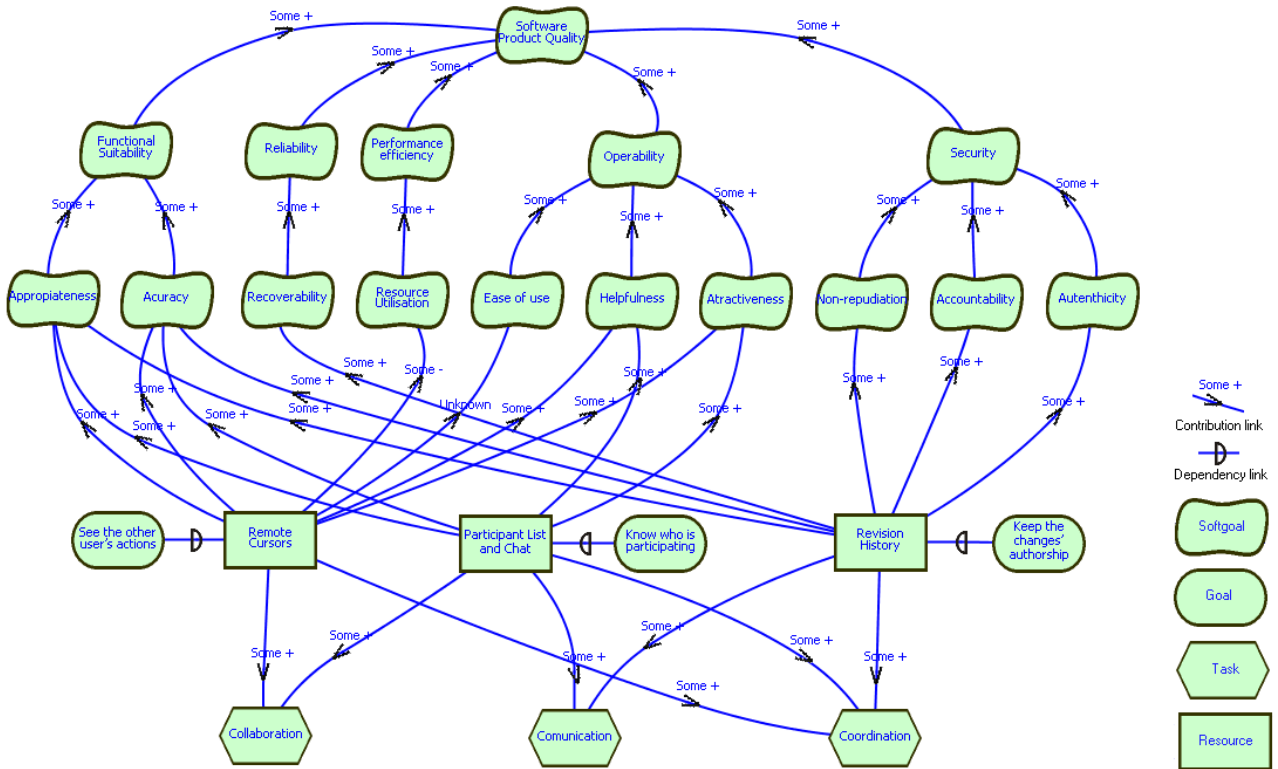 Some +
Software
Product Quality
Some +
Some +
Some +
Some +
Some +
Functional
Suitability
Reliability
Performance
efficiency
Operability
Security
Some +
Some +
Some +
Some +
Some +
Some +
Some +
Some +
Some +
Some +
Appropiateness
Acuracy
Recoverability
Resource
Utilisation
Ease of use
Helpfulness
Atractiveness
Non-repudiation
Accountability
Autenthicity
Some +
Some -
Some +
Some +
Some +
Some +
Some +
Some +
Some +
Unkpown
Some +
Some +
Some +
Some +
Some +
Some +
Some +
Contribution link
Dependency link
See the other
user's actions
Remote
Cursors
Participant List
and Chat
Know who is
participating
Revision
History
Keep the
changes'
authorship
Softgoal
Goal
Some +
Some +
Some +
Some +
Some +
Some +
Some +
Task
Collaboration
Comunication
Coordination
Resource